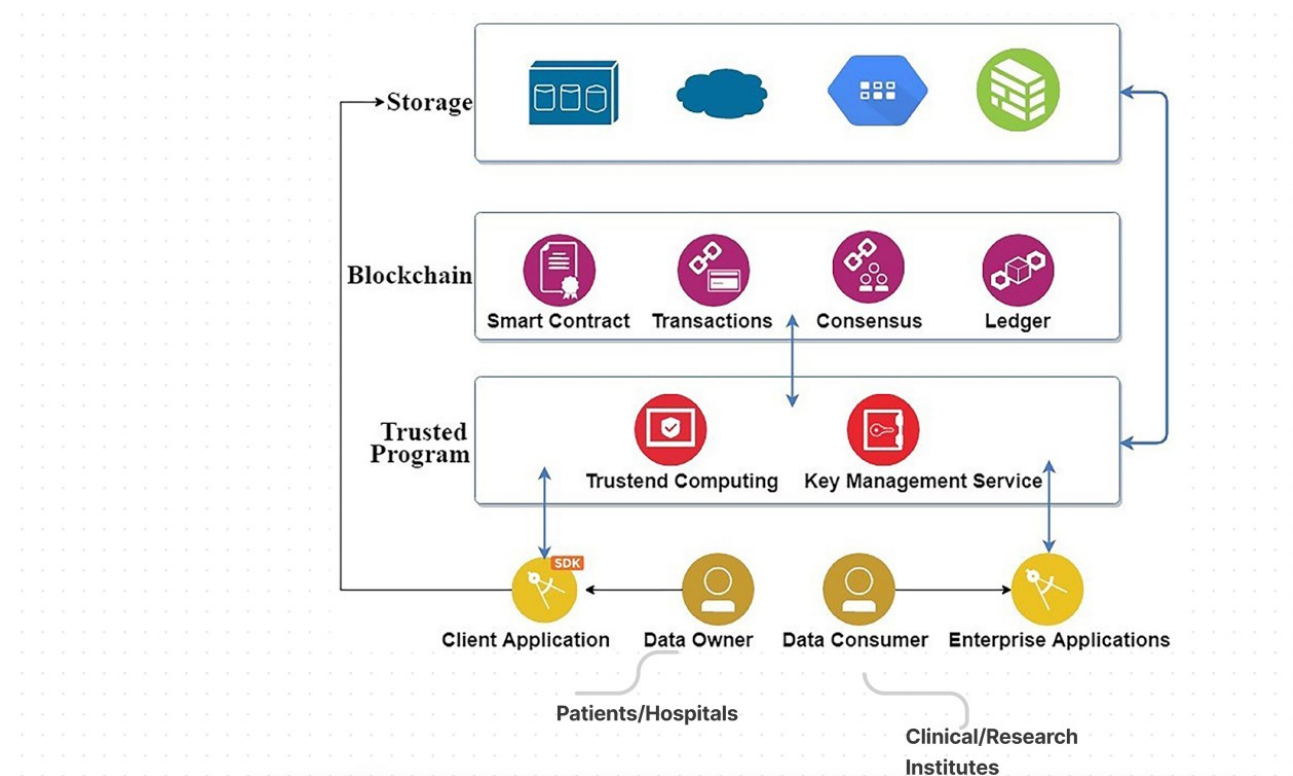 Storage
Blockchain
Smart Contract
Transactions
Consensus
Ledger
Trusted
Program
Trustend Computing
Key Management Service
SDK
Client Application
Data Owner
Data Consumer
Enterprise Applications
Patients/Hospitals
Clinical/Research
Institutes